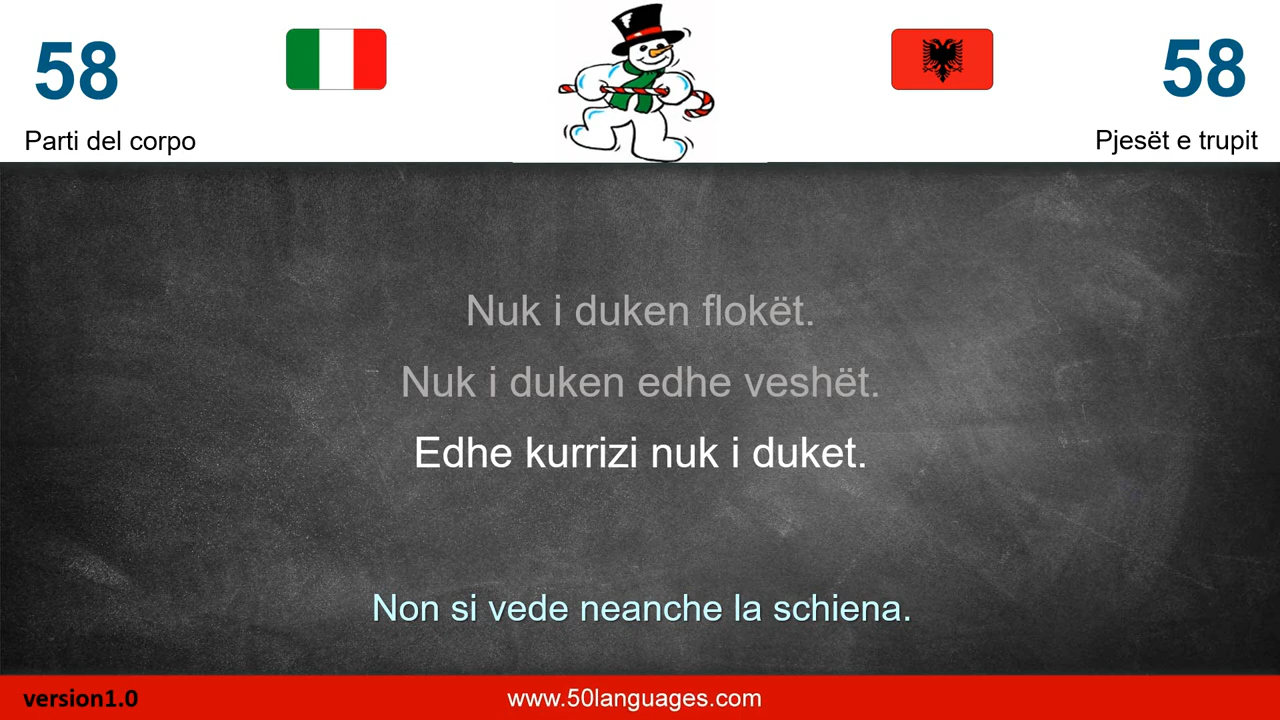 58
58
Parti del corpo
Pjesët e trupit
Nuk i duken flokët.
Nuk i duken edhe veshët.
Edhe kurrizi nuk i duket.
Non si vede neanche la schiena.
version1.0
www.50languages.com